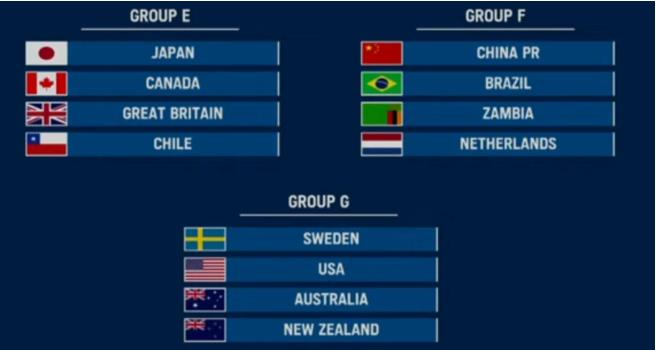 GROUP E
JAPAN
CANADA
GREAT BRITAIN
CHILE
GROUP F
CHINA PR
BRAZIL
ZAMBIA
NETHERLANDS
GROUP G
SWEDEN
USA
AUSTRALIA
NEW ZEALAND